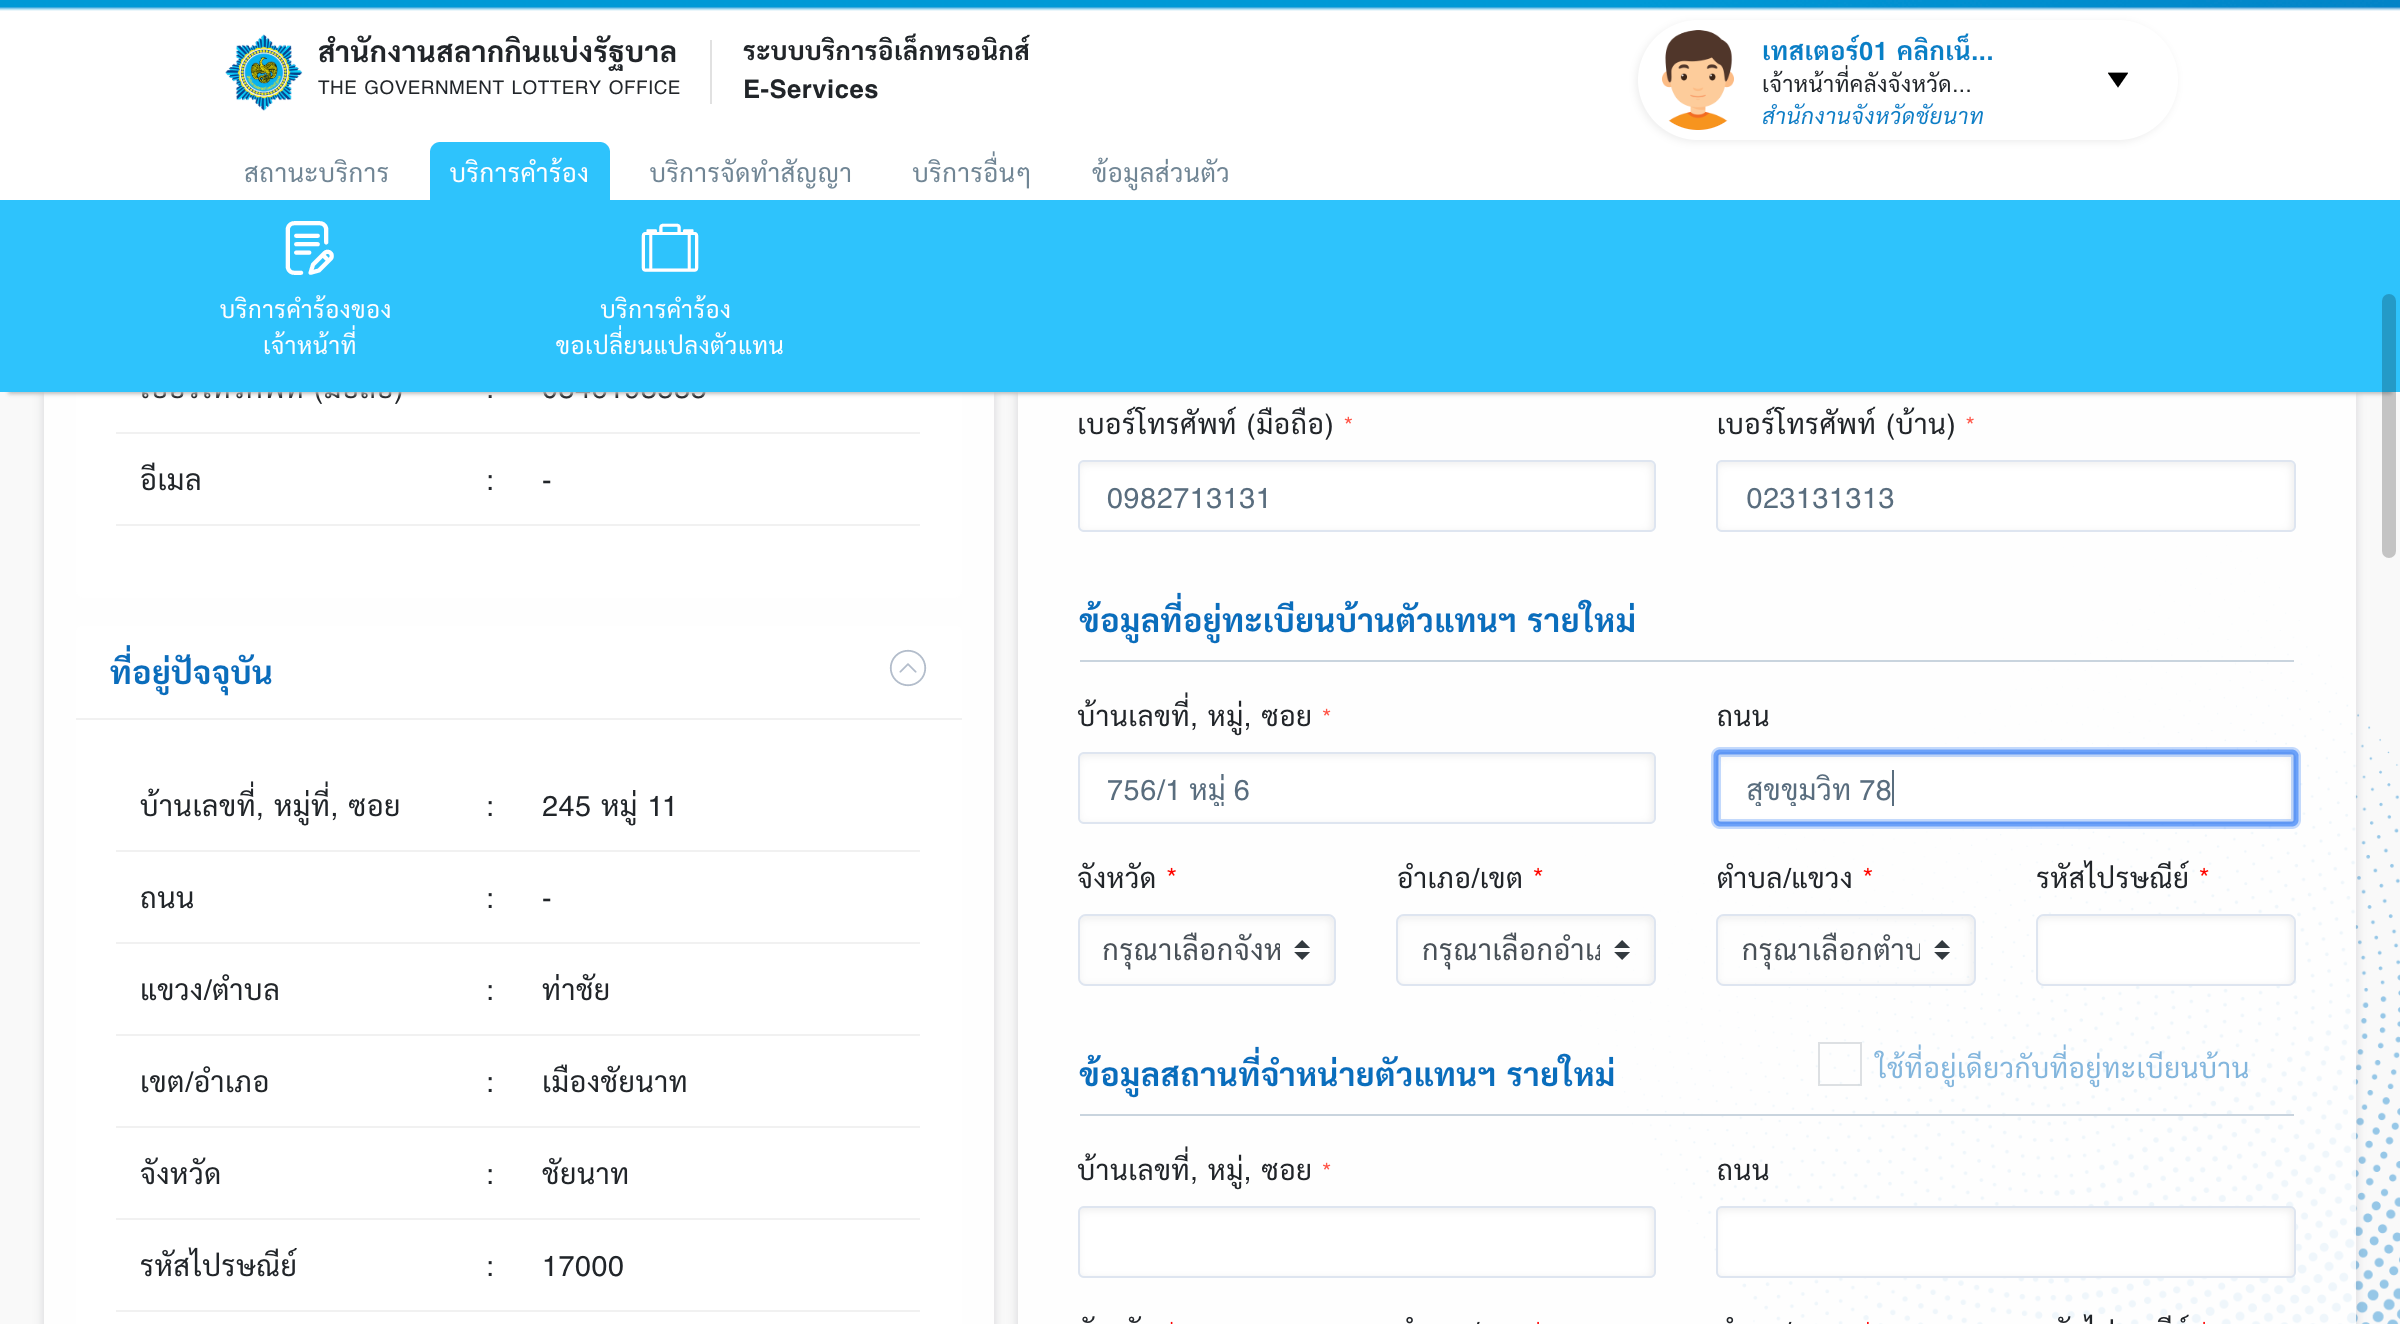 สำนักงานสลากกินแบ่งรัฐบาล
THE GOVERNMENT LOTTERY OFFICE
ระบบบริการอิเล็กทรอนิกส์
E-Services
เทสเตอร์01 คลิกเน็...
เจ้าหน้าที่คลังจังหวัด...
สำนักงานจังหวัดชัยนาท
สถานะบริการ
บริการคำร้อง
บริการจัดทำสัญญา
บริการอื่นๆ
ข้อมูลส่วนตัว
บริการคำร้องของ
เจ้าหน้าที่
บริการคำร้อง
ขอเปลี่ยนแปลงตัวแทน
อีเมล : -
ที่อยู่ปัจจุบัน
บ้านเลขที่, หมู่ที่, ซอย : 245 หมู่ 11
ถนน : -
แขวง/ตำบล : ท่าชัย
เขต/อำเภอ : เมืองชัยนาท
จังหวัด : ชัยนาท
รหัสไปรษณีย์ : 17000
เบอร์โทรศัพท์ (มือถือ) *
เบอร์โทรศัพท์ (บ้าน) *
0982713131
023131313
ข้อมูลที่อยู่ทะเบียนบ้านตัวแทนฯ รายใหม่
บ้านเลขที่, หมู่, ซอย *
ถนน
756/1 หมู่ 6
สุขขุมวิท 78
จังหวัด *
อำเภอ/เขต *
ตำบล/แขวง *
รหัสไปรษณีย์ *
กรุณาเลือกจังห
กรุณาเลือกอำเภ
กรุณาเลือกตำบ
ข้อมูลสถานที่จำหน่ายตัวแทนฯ รายใหม่
ใช้ที่อยู่เดียวกับที่อยู่ทะเบียนบ้าน
บ้านเลขที่, หมู่, ซอย *
ถนน